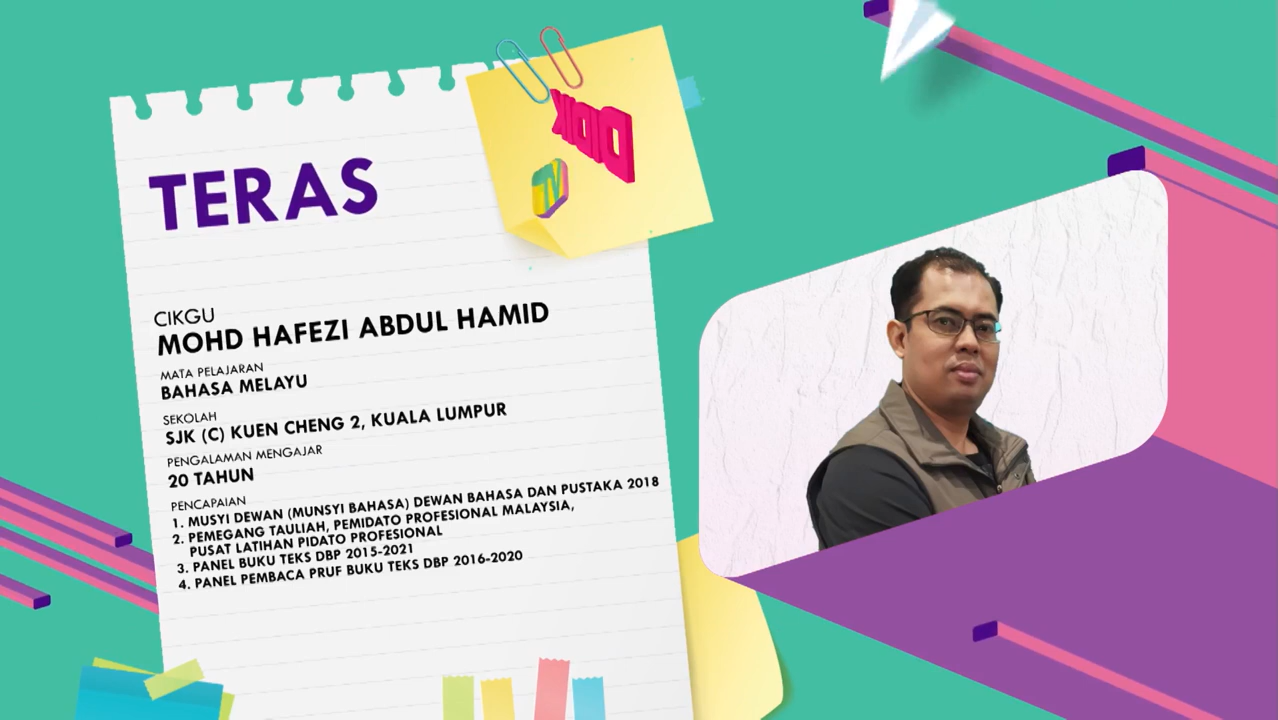 DIDIK
TV
TERAS
CIKGU
MOHD HAFEZI ABDUL HAMID
MATA PELAJARAN
BAHASA MELAYU
SEKOLAH
SJK (C) KUEN CHENG 2, KUALA LUMPUR
PENGALAMAN MENGAJAR
20 TAHUN
PENCAPAIAN
1. MUSYI DEWAN (MUNSYI BAHASA) DEWAN BAHASA DAN PUSTAKA 2018
2. PEMEGANG TAULIAH, PEMIDATO PROFESIONAL MALAYSIA,
PUSAT LATIHAN PIDATO PROFESIONAL
3. PANEL BUKU TEKS DBP 2015-2021
4. PANEL PEMBACA PRUF BUKU TEKS DBP 2016-2020